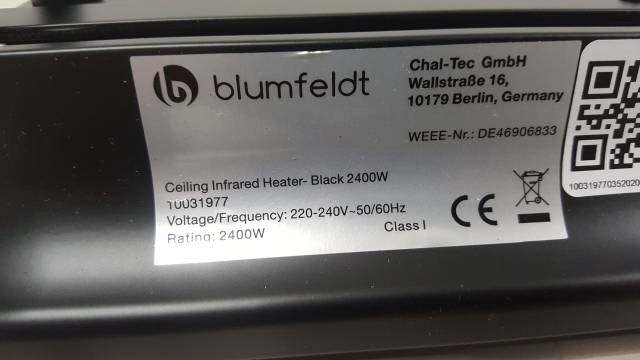 blumfeldt
Chal-Tec GmbH
Wallstraße 16,
10179 Berlin, Germany
WEEE-Nr.: DE46906833
Ceiling Infrared Heater- Black 2400W
10031977
Voltage/Frequency: 220-240V~50/60Hz
Rating: 2400W
Class I
CE